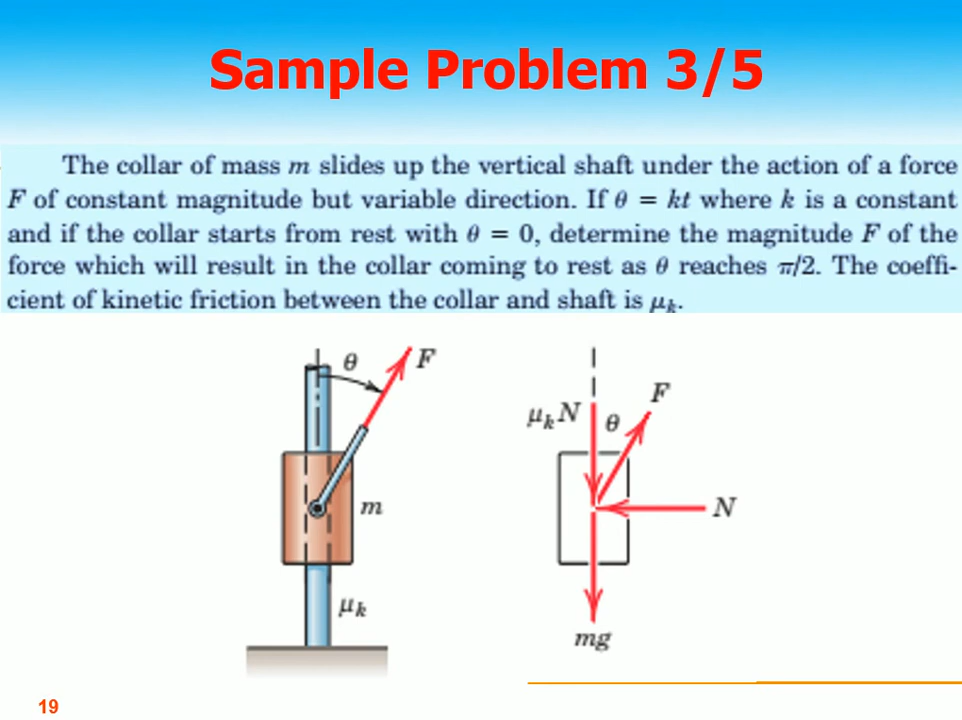 Sample Problem 3/5
The collar of mass m slides up the vertical shaft under the action of a force
F of constant magnitude but variable direction. If θ = kt where k is a constant
and if the collar starts from rest with θ = 0, determine the magnitude F of the
force which will result in the collar coming to rest as θ reaches π/2. The coeffi-
cient of kinetic friction between the collar and shaft is μk.
θ
F
m
μk
F
μkN
θ
N
mg
19